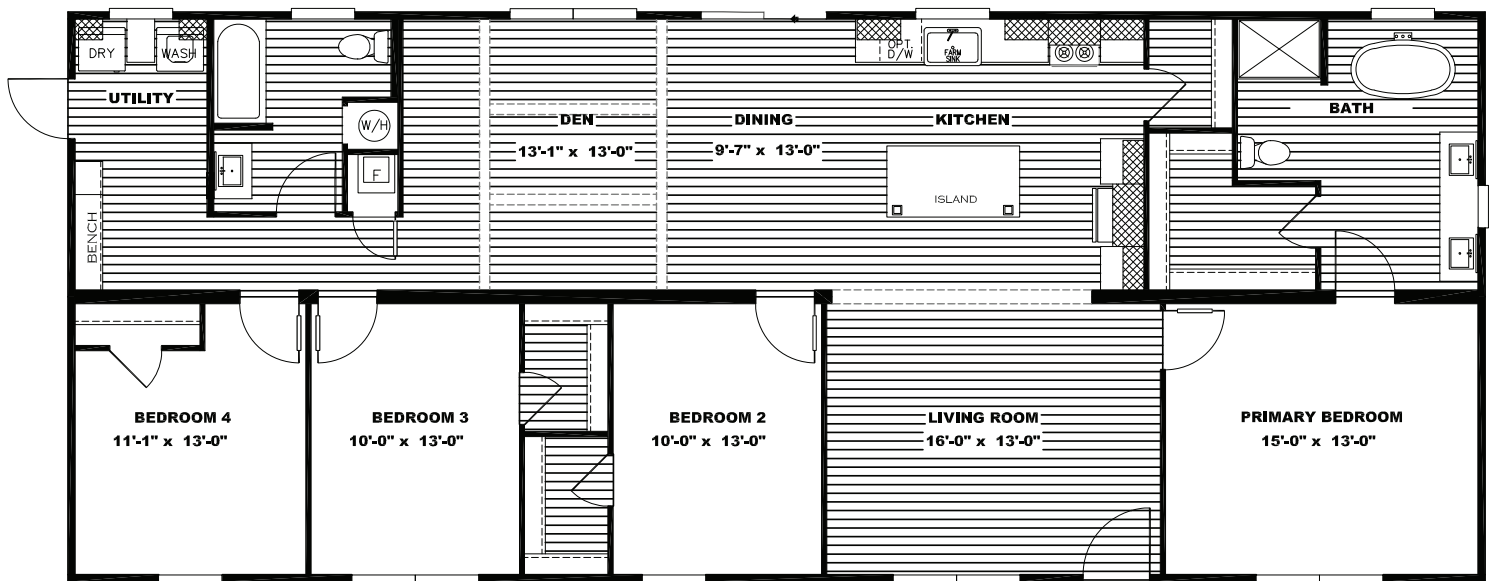 DRY
WASH
OPT.
D/W
FARM
SINK
UTILITY
W/H
DEN
DINING
KITCHEN
BATH
13'-1" x 13'-0"
9'-7" x 13'-0"
F
ISLAND
BENCH
BEDROOM 4
11'-1" x 13'-0"
BEDROOM 3
10'-0" x 13'-0"
BEDROOM 2
10'-0" x 13'-0"
LIVING ROOM
16'-0" x 13'-0"
PRIMARY BEDROOM
15'-0" x 13'-0"